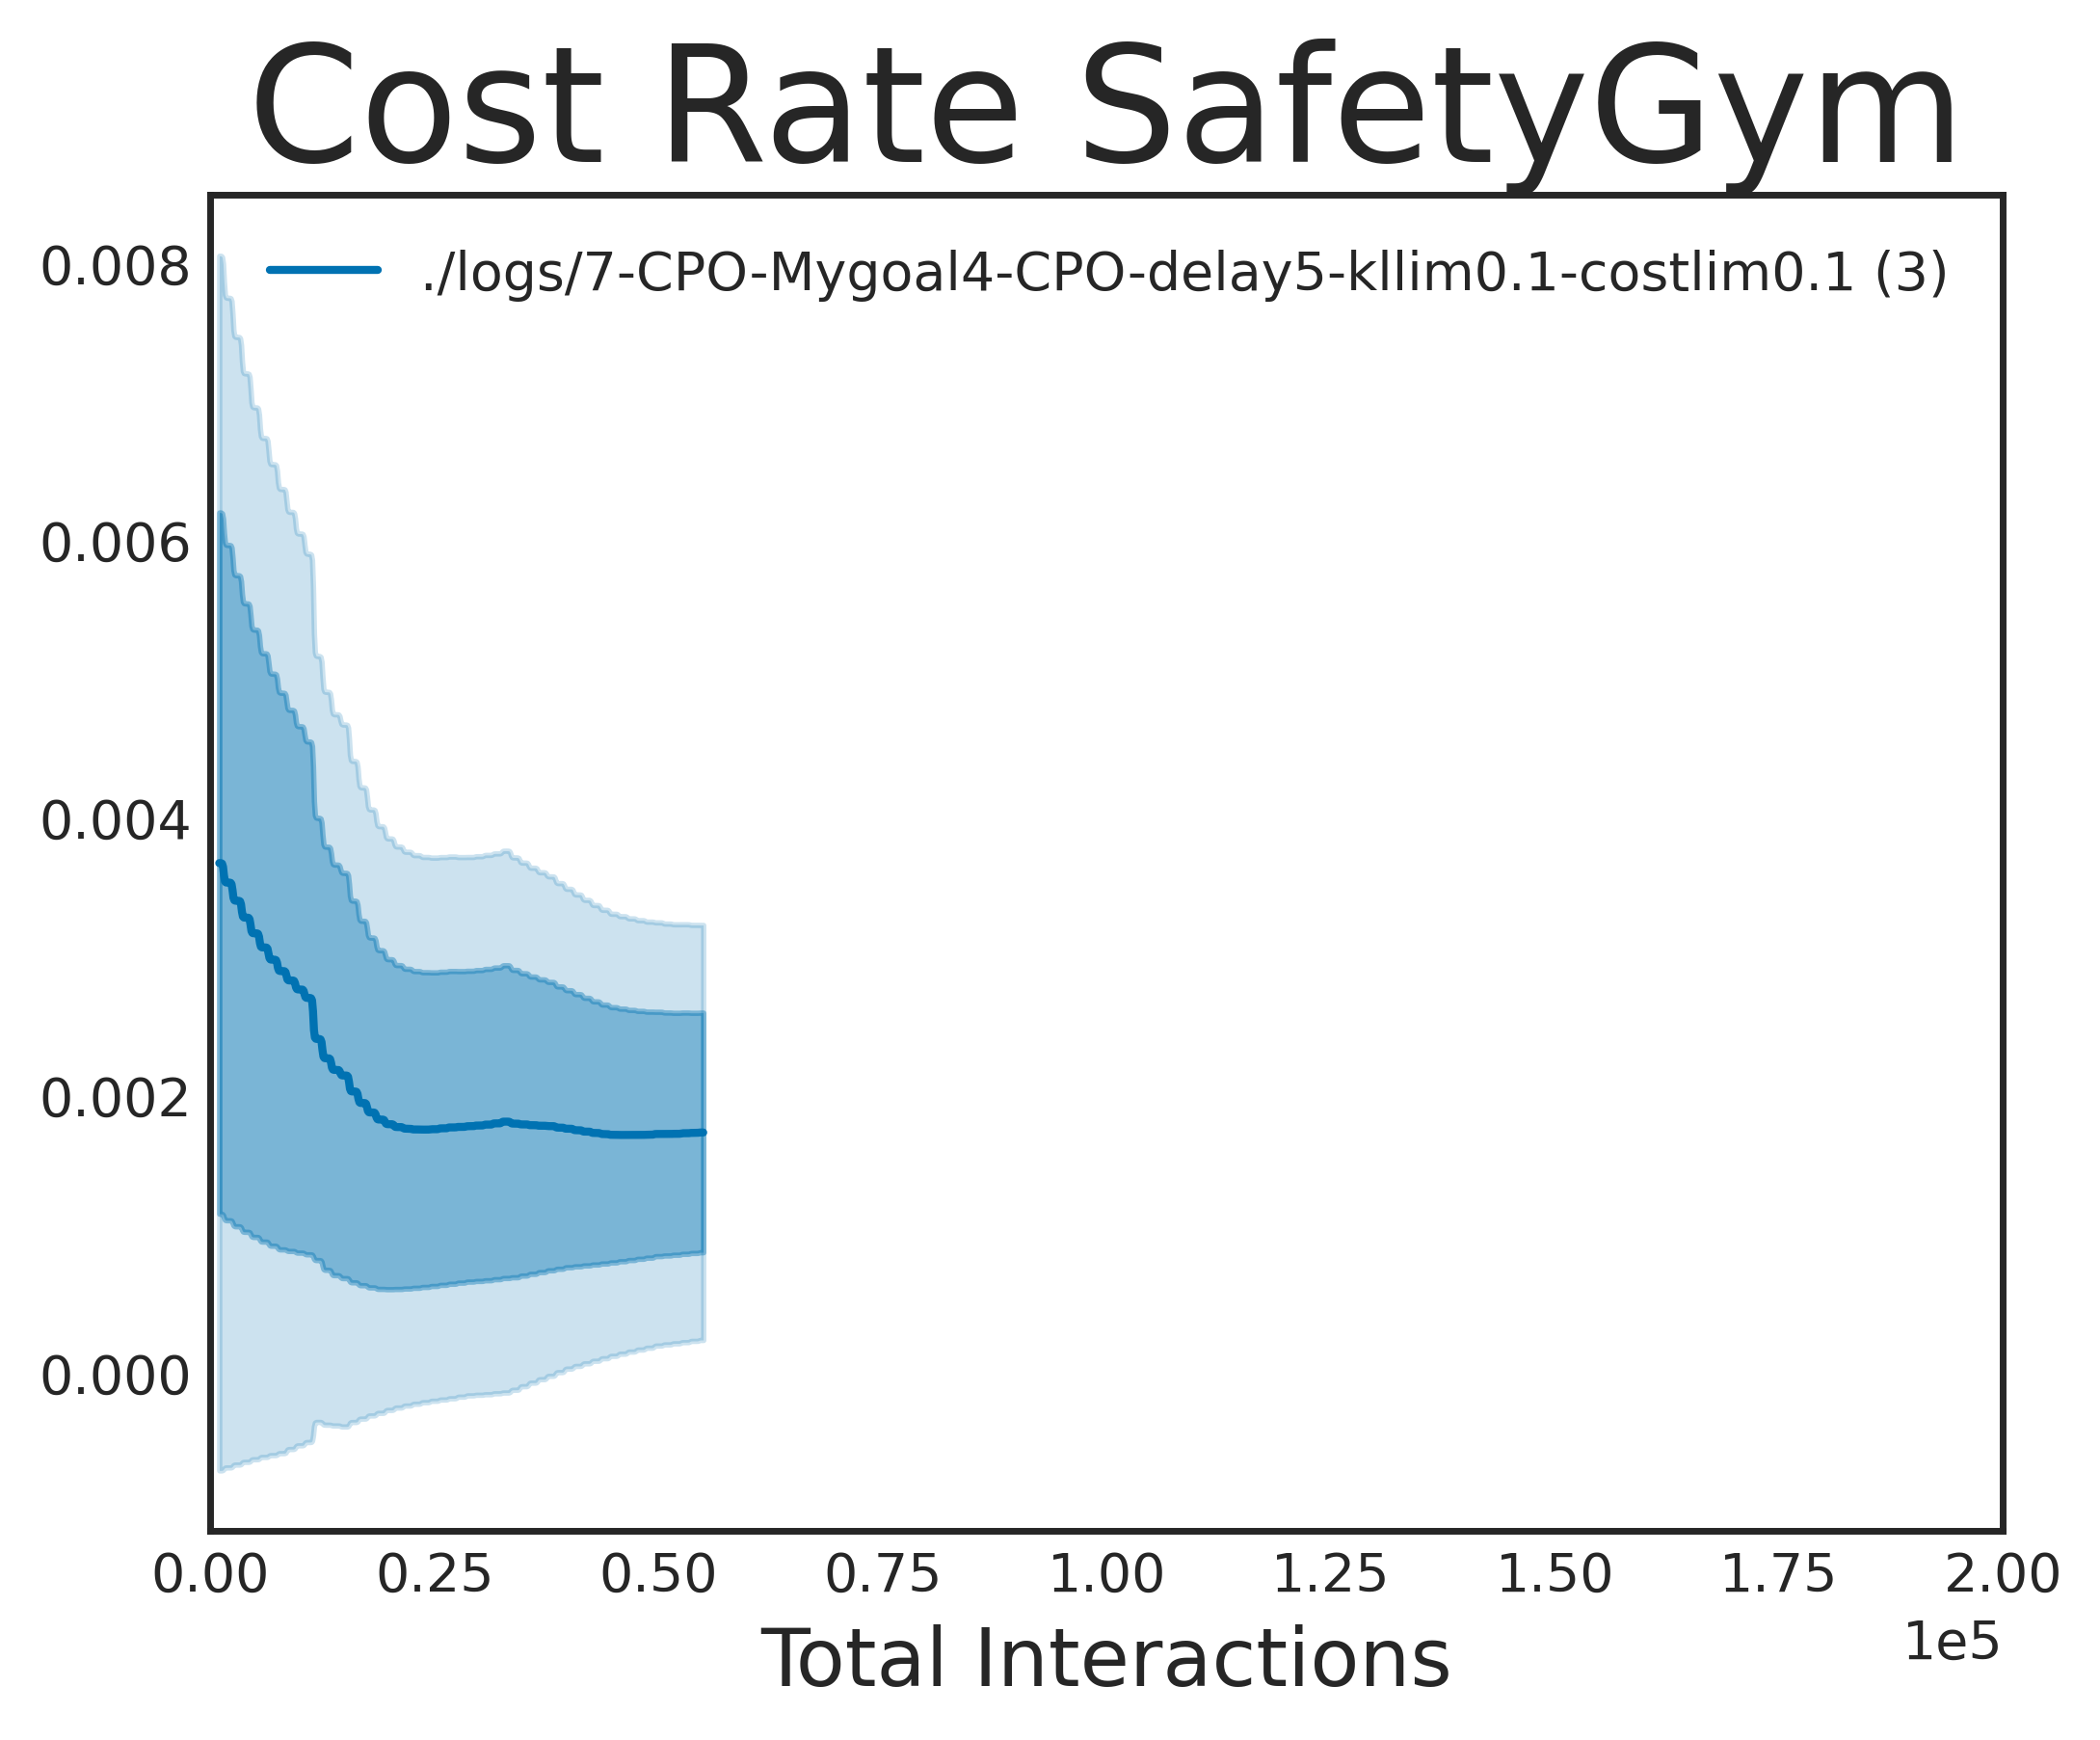 Cost Rate SafetyGym
./logs/7-CPO-Mygoal4-CPO-delay5-kllim0.1-costlim0.1 (3)
0.008
0.006
0.004
0.002
0.000
0.00 0.25 0.50 0.75 1.00 1.25 1.50 1.75 2.00
1e5
Total Interactions